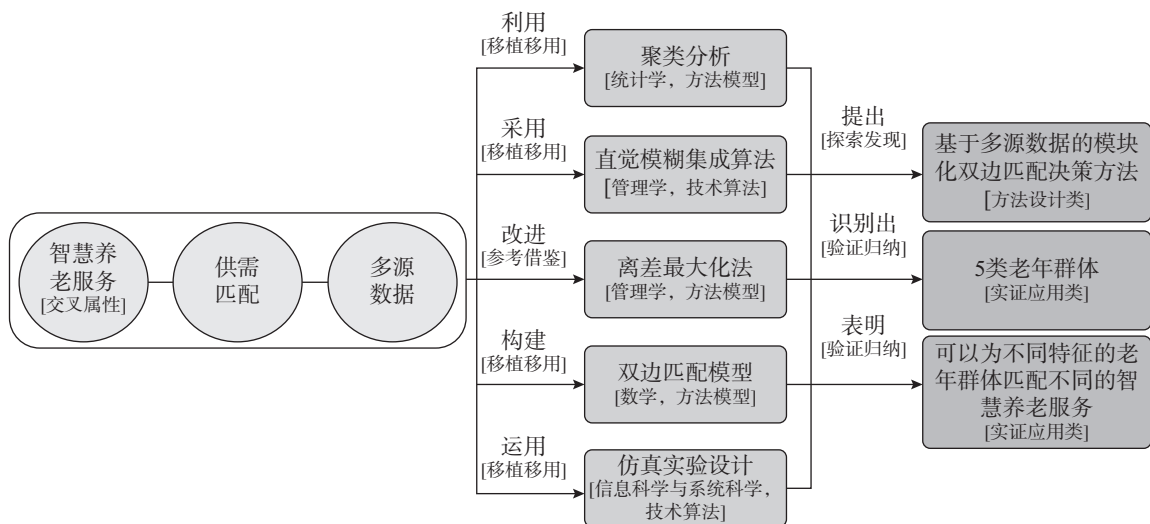 智慧养
老服务
[交叉属性]
供需
匹配
多源
数据
利用
[移植移用]
聚类分析
[统计学，方法模型]
采用
[移植移用]
直觉模糊集成算法
[管理学，技术算法]
改进
[参考借鉴]
离差最大化法
[管理学，方法模型]
构建
[移植移用]
双边匹配模型
[数学，方法模型]
运用
[移植移用]
仿真实验设计
[信息科学与系统科学，
技术算法]
提出
[探索发现]
基于多源数据的模块
化双边匹配决策方法
[方法设计类]
识别出
[验证归纳]
5类老年群体
[实证应用类]
表明
[验证归纳]
可以为不同特征的老
年群体匹配不同的智
慧养老服务
[实证应用类]